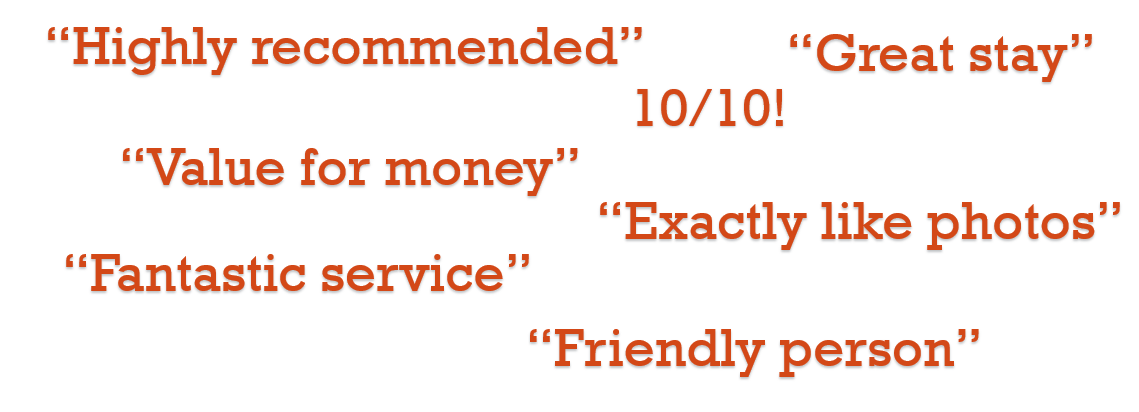 “Highly recommended”
“Great stay”
10/10!
“Value for money”
“Exactly like photos”
“Fantastic service”
“Friendly person”